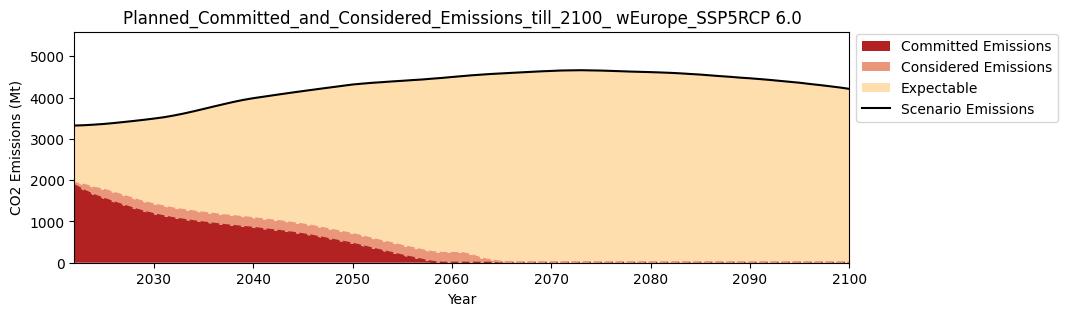 Planned_Committed_and_Considered_Emissions_till_2100_ wEurope_SSP5RCP 6.0
CO2 Emissions (Mt)
5000
4000
3000
2000
1000
0
2030 2040 2050 2060 2070 2080 2090 2100
Year
Committed Emissions
Considered Emissions
Expectable
Scenario Emissions